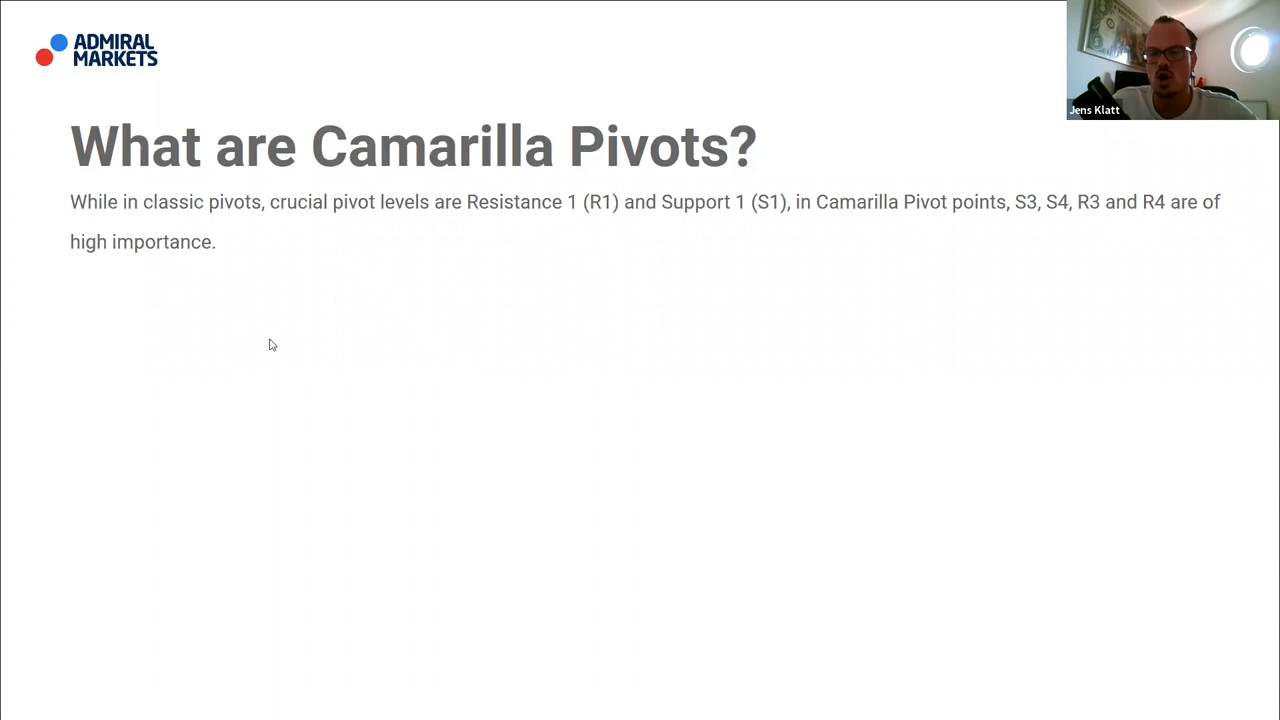 ADMIRAL
MARKETS
Jens Klatt
What are Camarilla Pivots?
While in classic pivots, crucial pivot levels are Resistance 1 (R1) and Support 1 (S1), in Camarilla Pivot points, S3, S4, R3 and R4 are of
high importance.